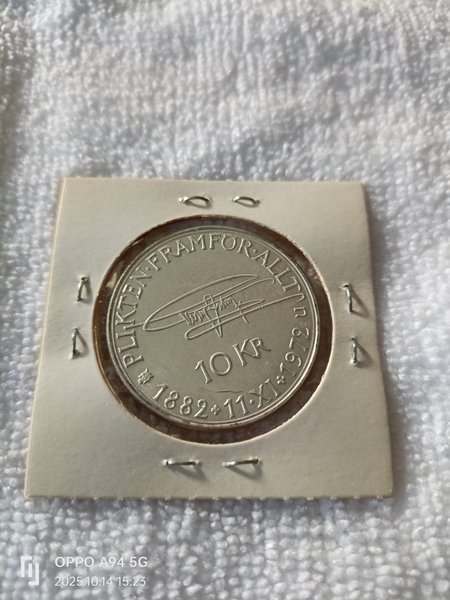 PLIKTEN·FRAMFÖR·ALLT
U
10 KR
1882+11·XI+1972
OPPO A94 5G
2025.10.14 15:23